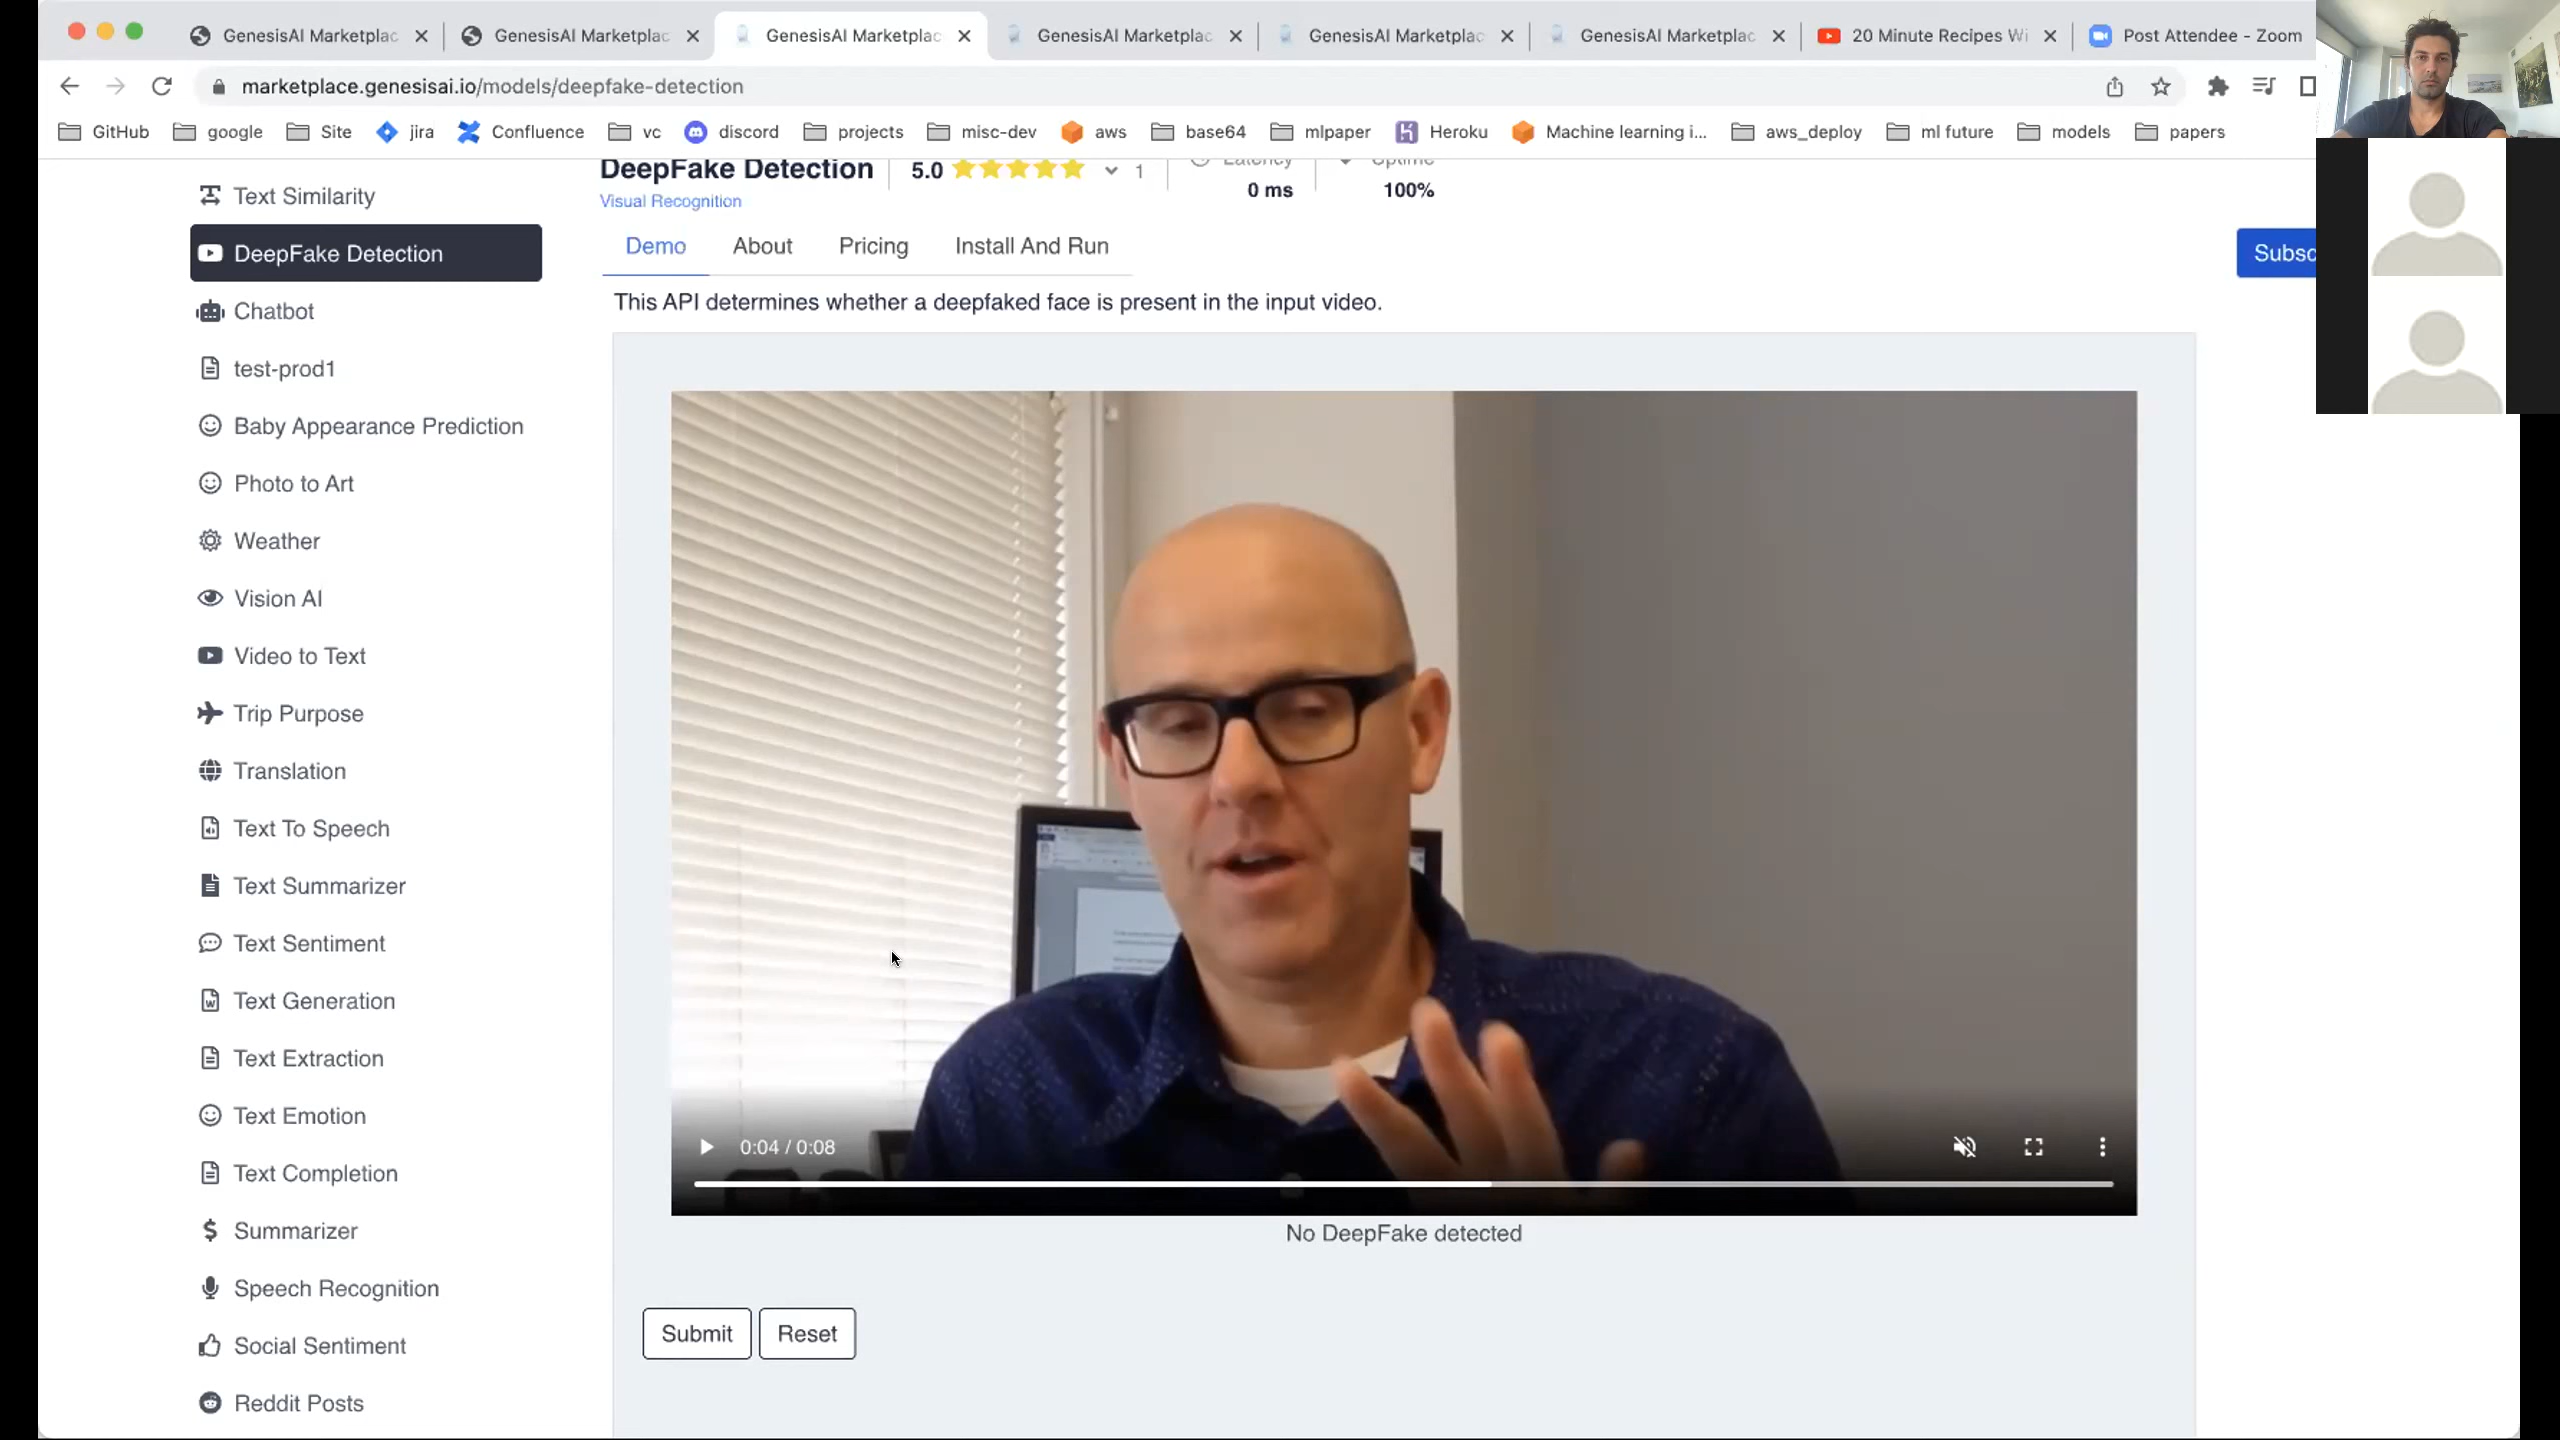 GenesisAI Marketplac GenesisAI Marketplac GenesisAI Marketplac GenesisAI Marketplac GenesisAI Marketplac GenesisAI Marketplac 20 Minute Recipes Wi Post Attendee - Zoom
marketplace.genesisai.io/models/deepfake-detection
GitHub google Site jira Confluence vc discord projects misc-dev aws base64 mlpaper Heroku Machine learning i... aws_deploy ml future models papers
Text Similarity
DeepFake Detection
Chatbot
test-prod1
Baby Appearance Prediction
Photo to Art
Weather
Vision AI
Video to Text
Trip Purpose
Translation
Text To Speech
Text Summarizer
Text Sentiment
Text Generation
Text Extraction
Text Emotion
Text Completion
Summarizer
Speech Recognition
Social Sentiment
Reddit Posts
DeepFake Detection 5.0 1 Latency Uptime
Visual Recognition 0 ms 100%
Demo About Pricing Install And Run
Subsc
This API determines whether a deepfaked face is present in the input video.
0:04 / 0:08
No DeepFake detected
Submit Reset